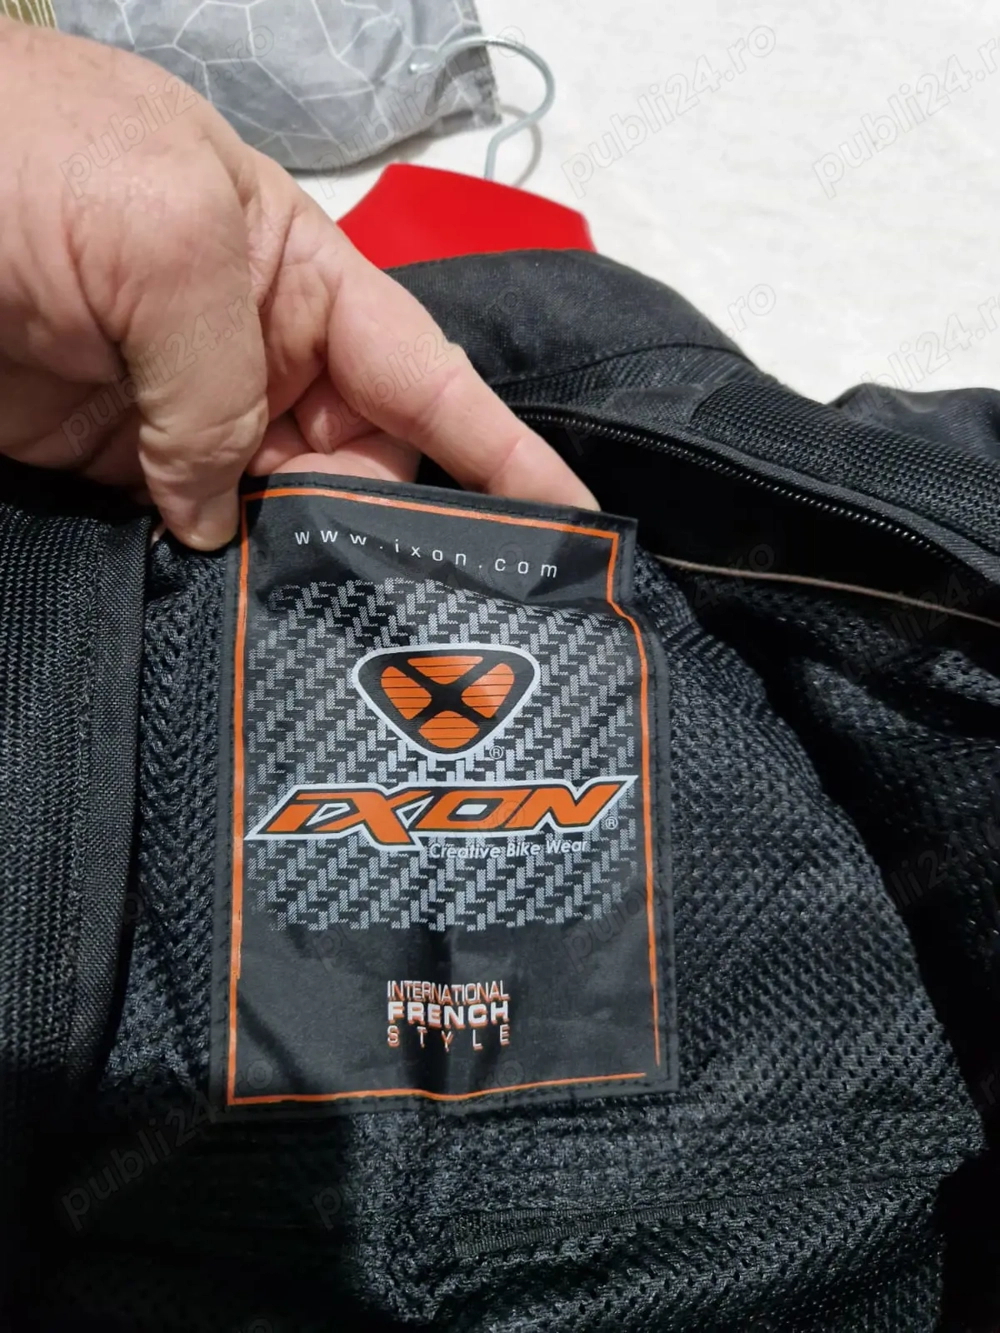 www.ixon.com
®
iXON®
Creative Bike Wear
INTERNATIONAL
FRENCH
STYLE
publi24.ro